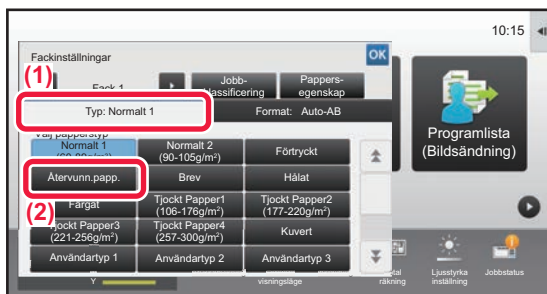 10:15
Fackinställningar
OK
(1)
Fack 1
Jobb-
klassificering
Pappers-
egenskap
Typ: Normalt 1
Format: Auto-AB
Välj papperstyp
Normalt 1
Normalt 2
(90-105g/m²)
Förtryckt
Återvunn.papp.
Brev
Hålat
(2)
Färgat
Tjockt Papper1
(106-176g/m²)
Tjockt Papper2
(177-220g/m²)
Tjockt Papper3
(221-256g/m²)
Tjockt Papper4
(257-300g/m²)
Kuvert
Användartyp 1
Användartyp 2
Användartyp 3
Programlista
(Bildsändning)
Y
visningsläge
räkning
Ljusstyrka
inställning
Jobbstatus